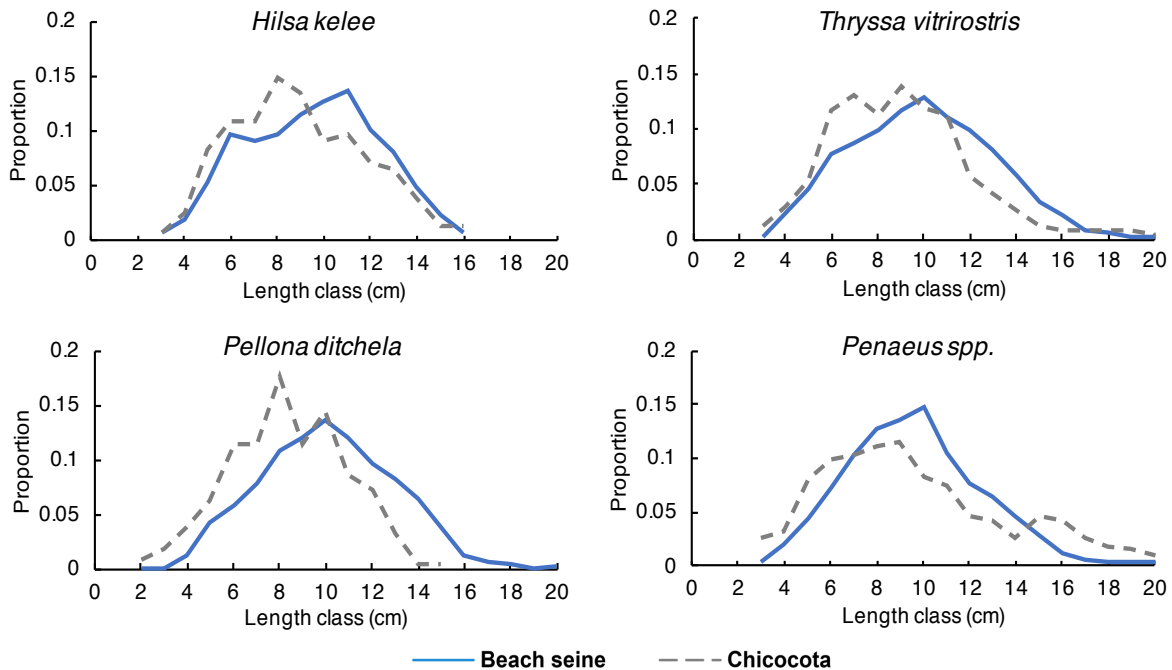 Hilsa kelee
0.2
0.15
0.1
0.05
0
Proportion
0 2 4 6 8 10 12 14 16 18 20
Length class (cm)
Thryssa vitrirostris
0.2
0.15
0.1
0.05
0
Proportion
0 2 4 6 8 10 12 14 16 18 20
Length class (cm)
Pellona ditchela
0.2
0.15
0.1
0.05
0
Proportion
0 2 4 6 8 10 12 14 16 18 20
Length class (cm)
Penaeus spp.
0.2
0.15
0.1
0.05
0
Proportion
0 2 4 6 8 10 12 14 16 18 20
Length class (cm)
Beach seine Chicocota